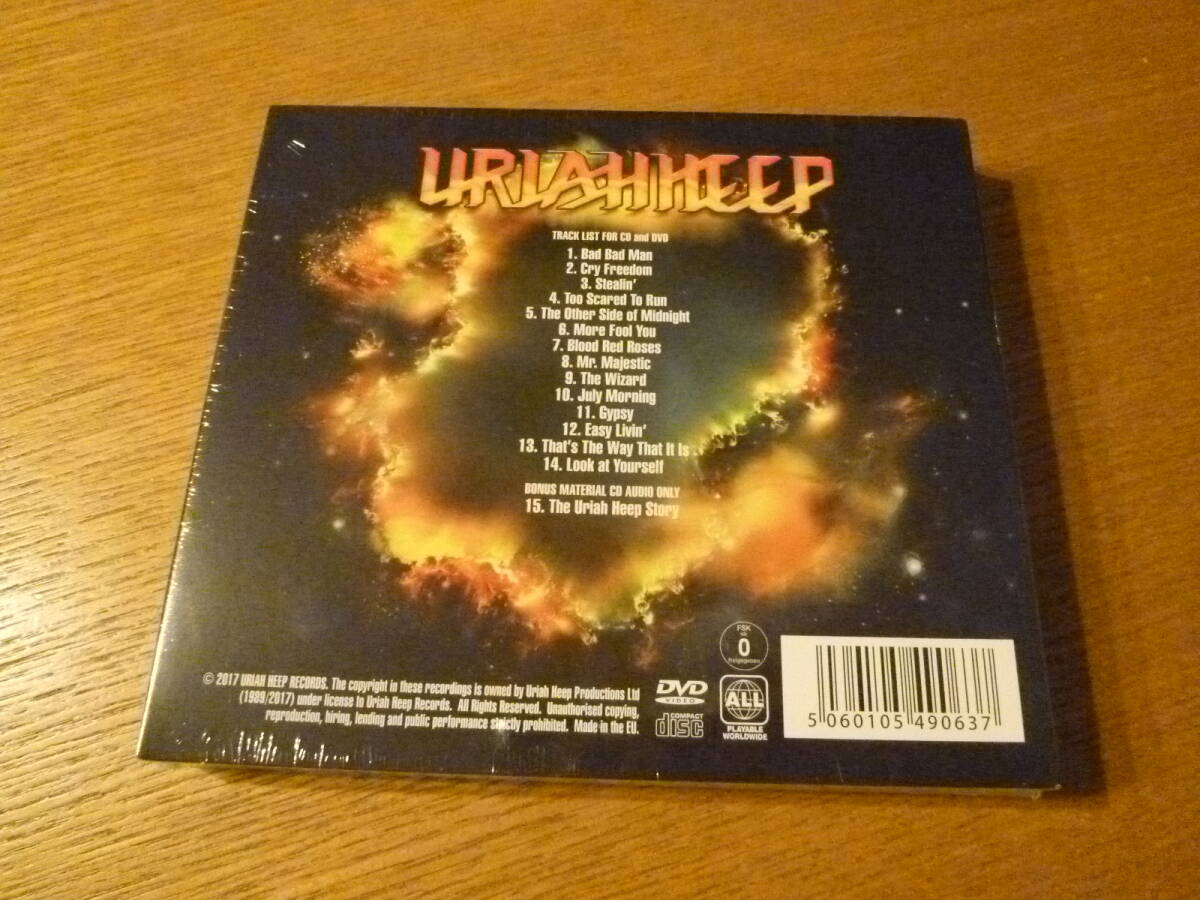 URIAH HEEP
TRACK LIST FOR CD and DVD
1. Bad Bad Man
2. Cry Freedom
3. Stealin'
4. Too Scared To Run
5. The Other Side of Midnight
6. More Fool You
7. Blood Red Roses
8. Mr. Majestic
9. The Wizard
10. July Morning
11. Gypsy
12. Easy Livin'
13. That's The Way That It Is
14. Look at Yourself
BONUS MATERIAL CD AUDIO ONLY
15. The Uriah Heep Story
© 2017 URIAH HEEP RECORDS. The copyright in these recordings is owned by Uriah Heep Productions Ltd
(1989/2017) under license to Uriah Heep Records. All Rights Reserved. Unauthorised copying,
reproduction, hiring, lending and public performance strictly prohibited. Made in the EU.
DVD
VIDEO
COMPACT
disc
FSK
ab
0
freigegeben
ALL
PLAYABLE
WORLDWIDE
5 060105 490637